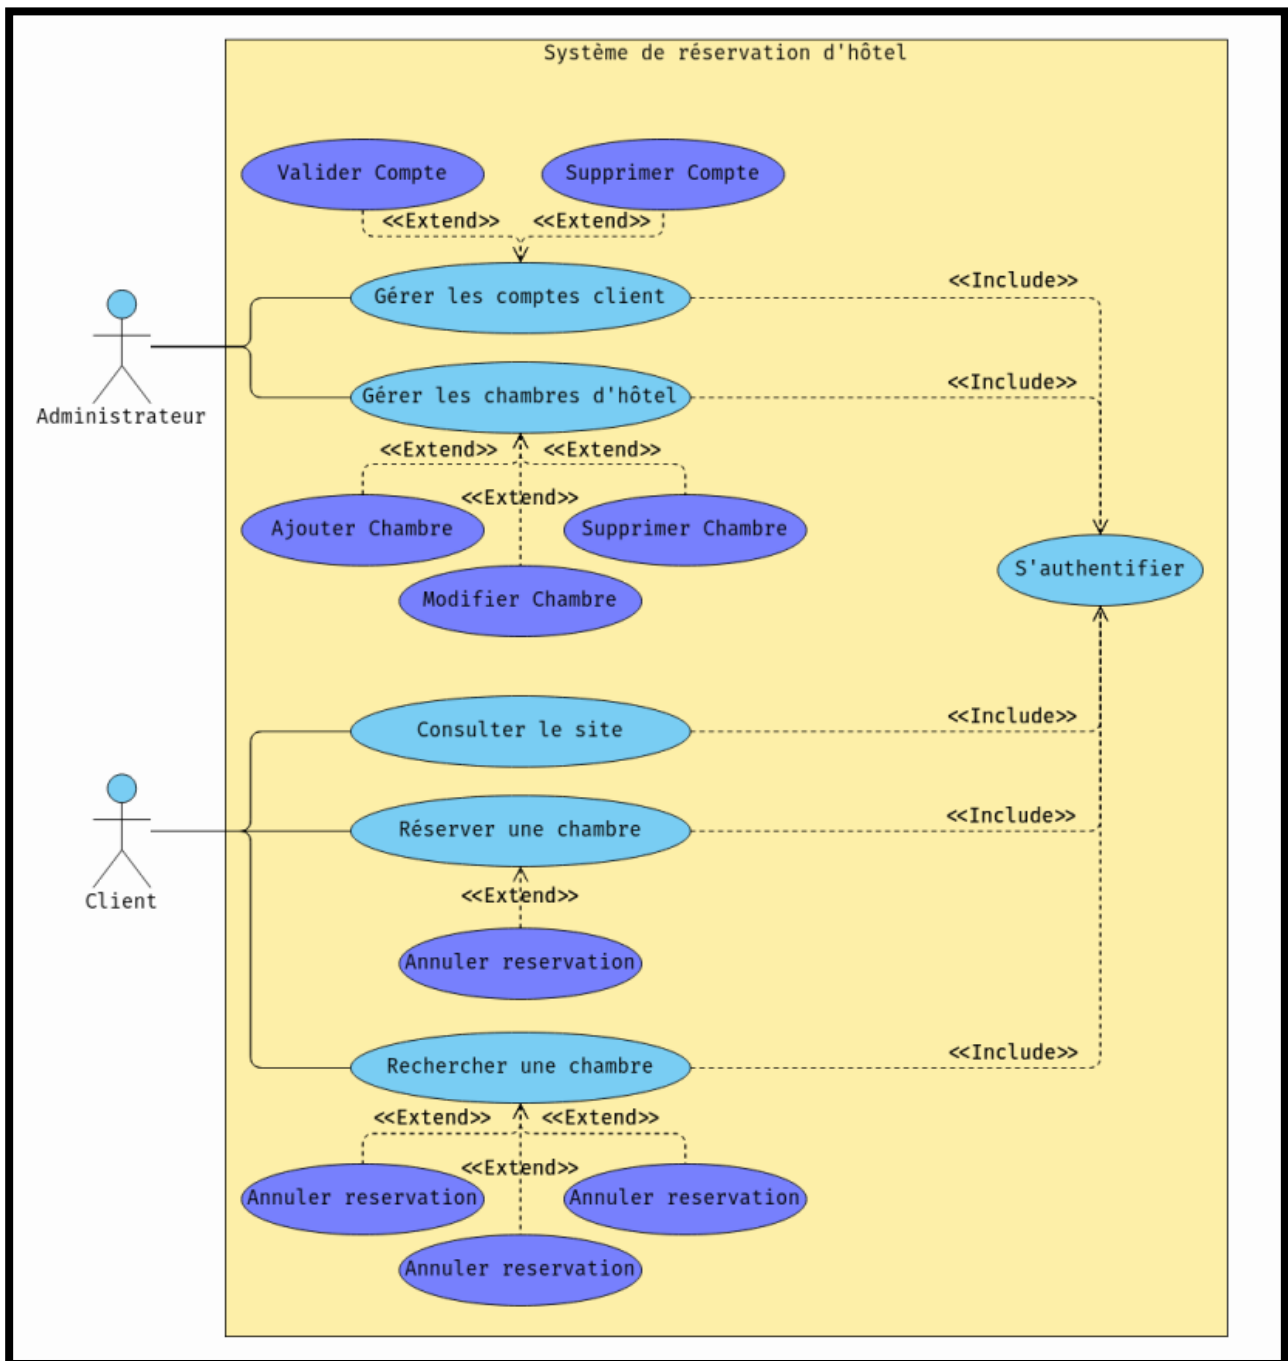 Système de réservation d'hôtel
Valider Compte
Supprimer Compte
<<Extend>>
<<Extend>>
Gérer les comptes client
<<Include>>
Administrateur
Gérer les chambres d'hôtel
<<Include>>
<<Extend>>
<<Extend>>
<<Extend>>
Ajouter Chambre
Supprimer Chambre
Modifier Chambre
S'authentifier
Consulter le site
<<Include>>
Client
Réserver une chambre
<<Include>>
<<Extend>>
Annuler reservation
Rechercher une chambre
<<Include>>
<<Extend>>
<<Extend>>
<<Extend>>
Annuler reservation
Annuler reservation
Annuler reservation